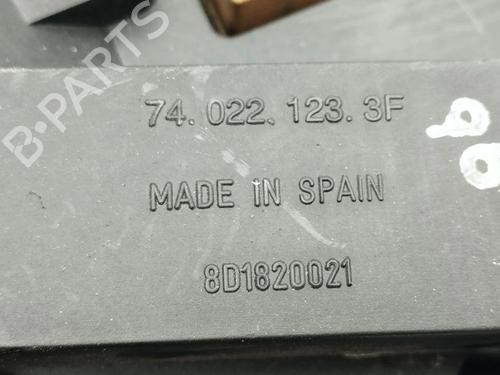 B-PARTS
74.022.123.3F
MADE IN SPAIN
8D1820021